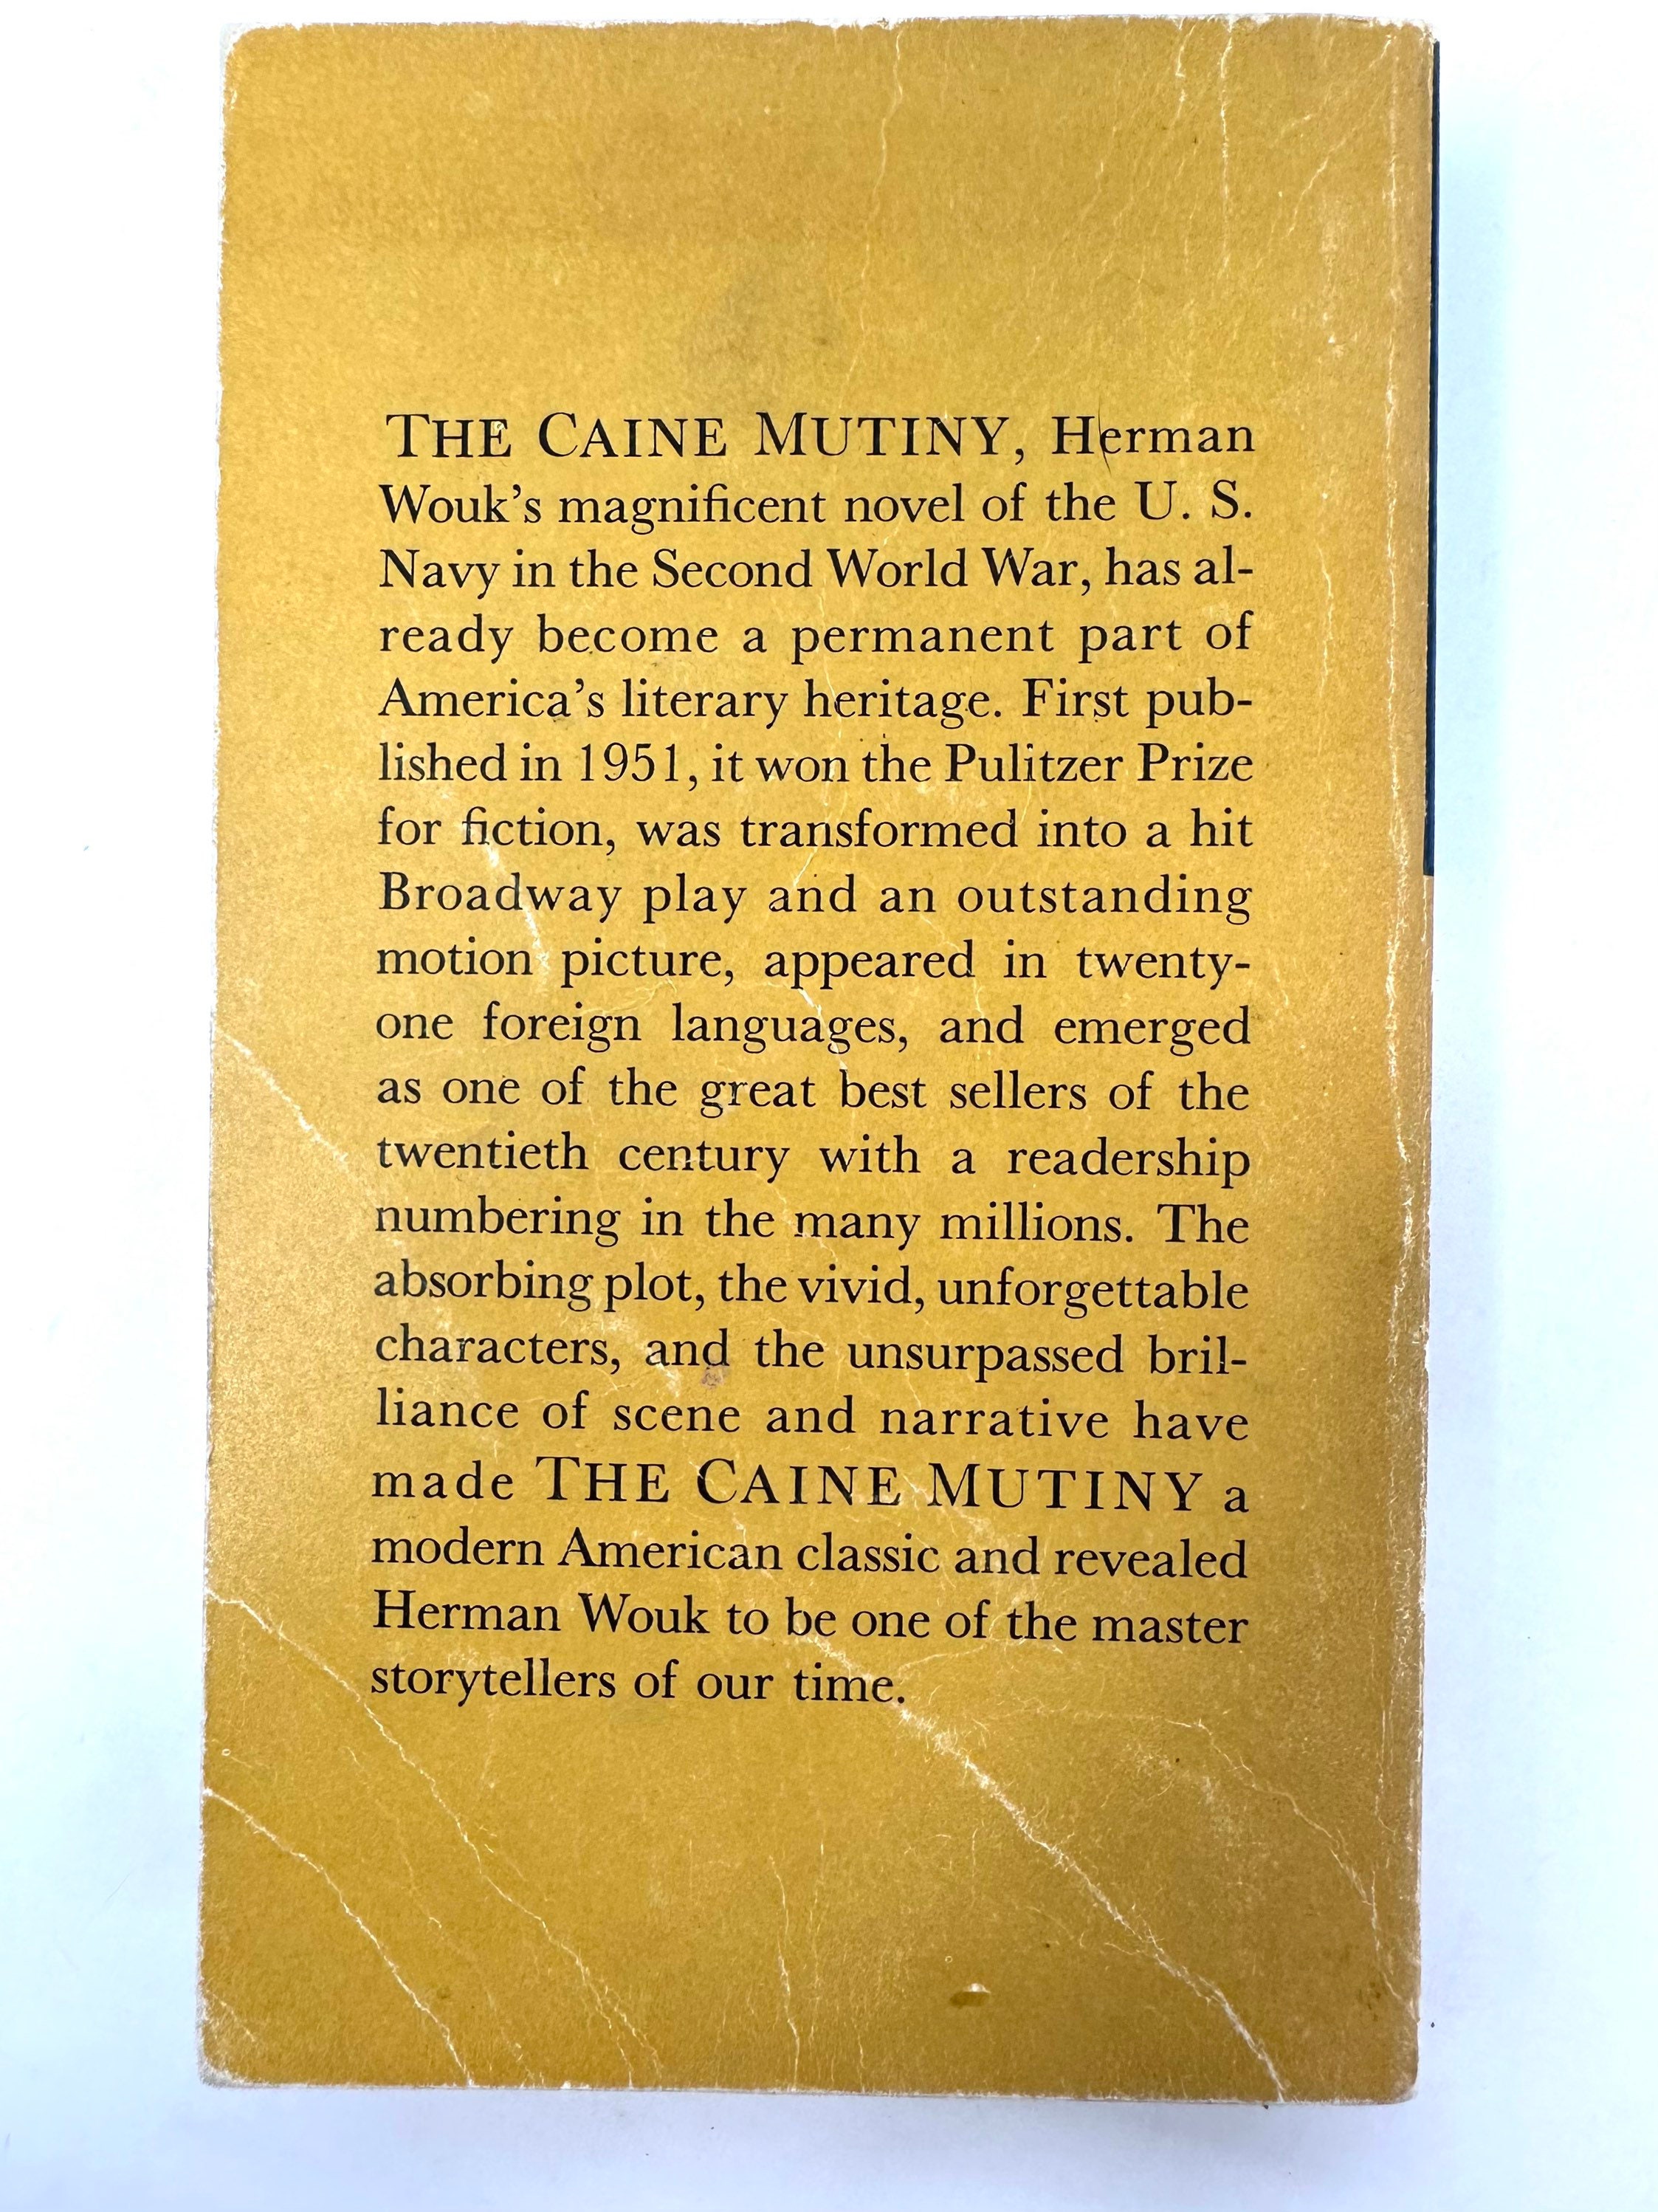 THE CAINE MUTINY, Herman
Wouk's magnificent novel of the U. S.
Navy in the Second World War, has al-
ready become a permanent part of
America's literary heritage. First pub-
lished in 1951, it won the Pulitzer Prize
for fiction, was transformed into a hit
Broadway play and an outstanding
motion picture, appeared in twenty-
one foreign languages, and emerged
as one of the great best sellers of the
twentieth century with a readership
numbering in the many millions. The
absorbing plot, the vivid, unforgettable
characters, and the unsurpassed bril-
liance of scene and narrative have
made THE CAINE MUTINY a
modern American classic and revealed
Herman Wouk to be one of the master
storytellers of our time.